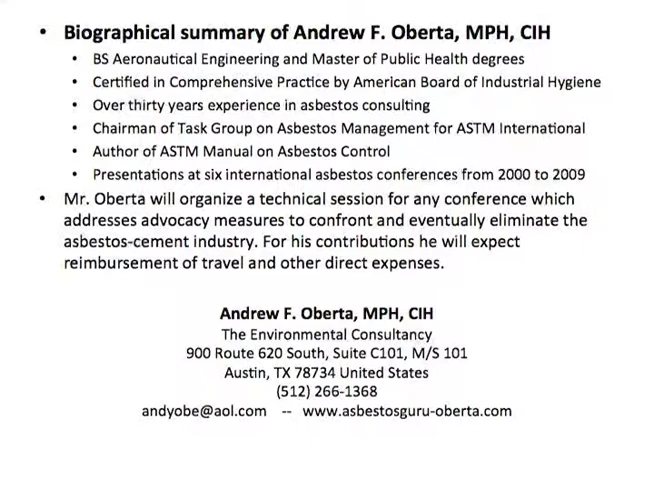 • Biographical summary of Andrew F. Oberta, MPH, CIH
• BS Aeronautical Engineering and Master of Public Health degrees
• Certified in Comprehensive Practice by American Board of Industrial Hygiene
• Over thirty years experience in asbestos consulting
• Chairman of Task Group on Asbestos Management for ASTM International
• Author of ASTM Manual on Asbestos Control
• Presentations at six international asbestos conferences from 2000 to 2009
• Mr. Oberta will organize a technical session for any conference which
addresses advocacy measures to confront and eventually eliminate the
asbestos-cement industry. For his contributions he will expect
reimbursement of travel and other direct expenses.
Andrew F. Oberta, MPH, CIH
The Environmental Consultancy
900 Route 620 South, Suite C101, M/S 101
Austin, TX 78734 United States
(512) 266-1368
andyobe@aol.com -- www.asbestosguru-oberta.com